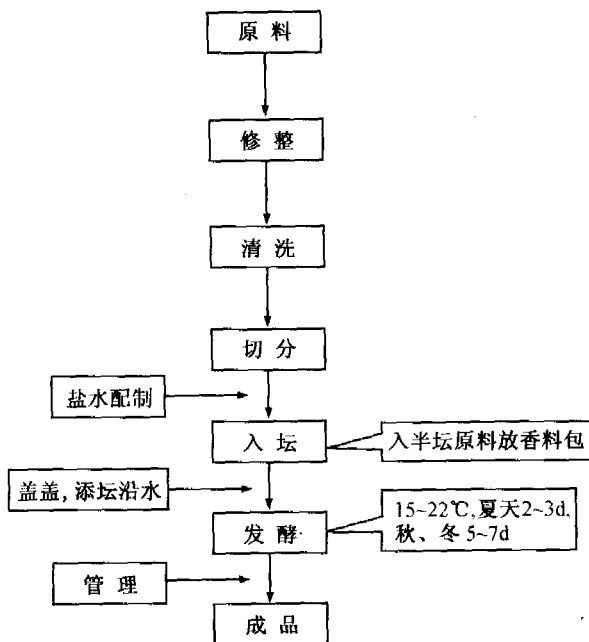 原料
修整
清洗
切分
盐水配制
入坛
入半坛原料放香料包
盖盖,添坛沿水
发酵
15~22℃,夏天2~3d,
秋、冬5~7d
管理
成品